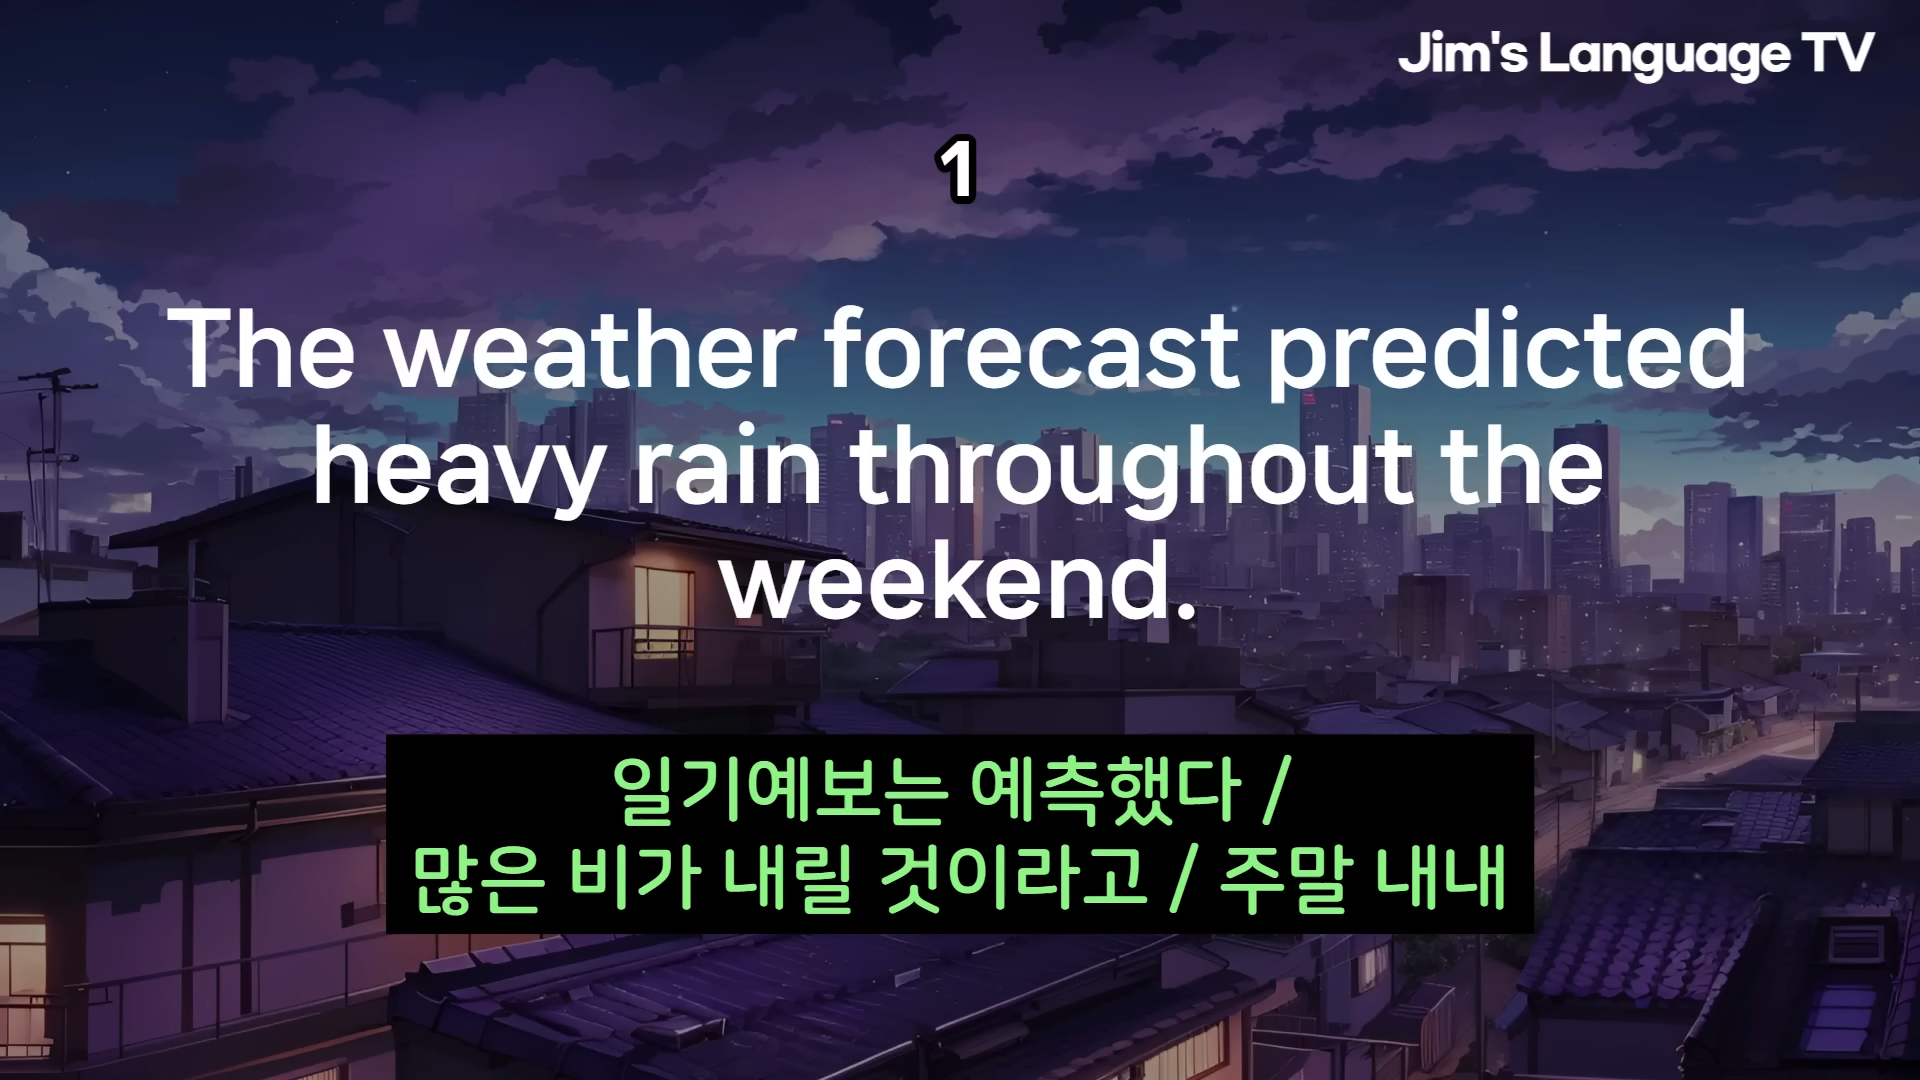 Jim's Language TV
1
The weather forecast predicted
heavy rain throughout the
weekend.
일기예보는 예측했다 /
많은 비가 내릴 것이라고 / 주말 내내